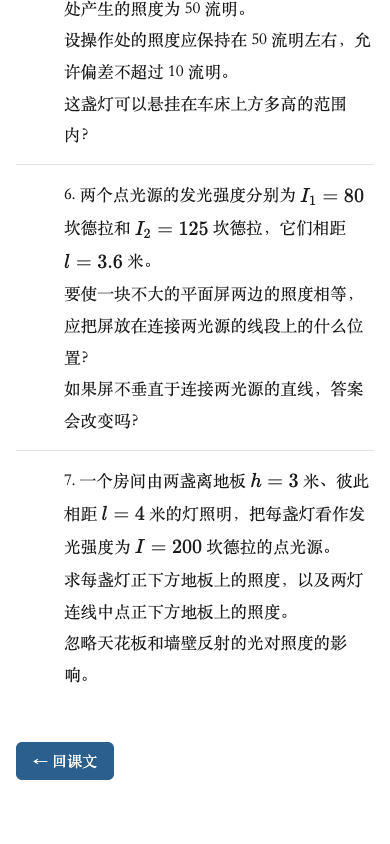 处产生的照度为 50 流明。
设操作处的照度应保持在 50 流明左右，允
许偏差不超过 10 流明。
这盏灯可以悬挂在车床上方多高的范围
内?
6. 两个点光源的发光强度分别为 I₁ = 80
坎德拉和 I₂ = 125 坎德拉，它们相距
l = 3.6 米。
要使一块不大的平面屏两边的照度相等，
应把屏放在连接两光源的线段上的什么位
置?
如果屏不垂直于连接两光源的直线，答案
会改变吗?
7. 一个房间由两盏离地板 h = 3 米、彼此
相距 l = 4 米的灯照明，把每盏灯看作发
光强度为 I = 200 坎德拉的点光源。
求每盏灯正下方地板上的照度，以及两灯
连线中点正下方地板上的照度。
忽略天花板和墙壁反射的光对照度的影
响。
← 回课文